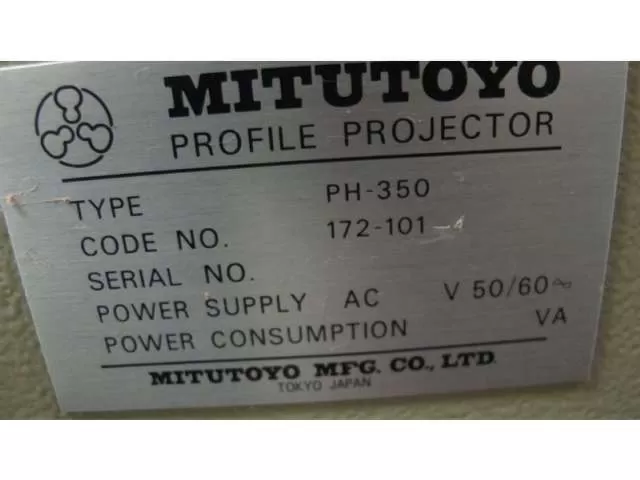 MITUTOYO
PROFILE PROJECTOR
TYPE PH-350
CODE NO. 172-101-4
SERIAL NO.
POWER SUPPLY AC V 50/60~
POWER CONSUMPTION VA
MITUTOYO MFG. CO., LTD.
TOKYO JAPAN